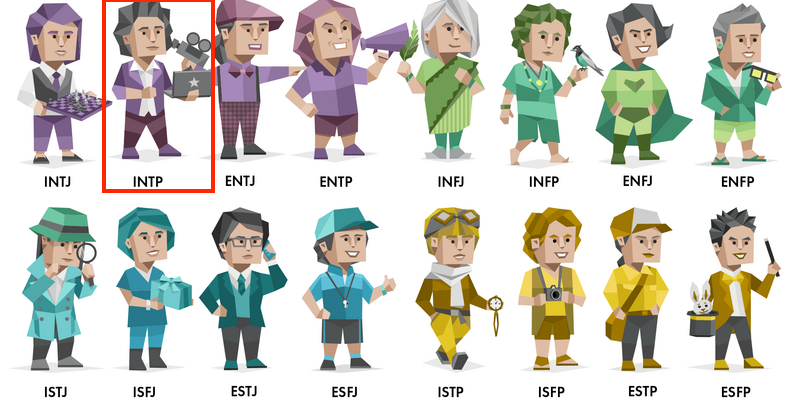 INTJ INTP ENTJ ENTP INFJ INFP ENFJ ENFP
ISTJ ISFJ ESTJ ESFJ ISTP ISFP ESTP ESFP